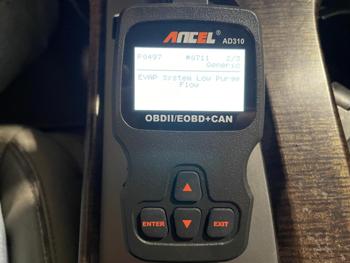 ANCEL® AD310
P0497 #0711 2/3
Generic
EVAP System Low Purge
Flow
OBDII/EOBD+CAN
ENTER EXIT